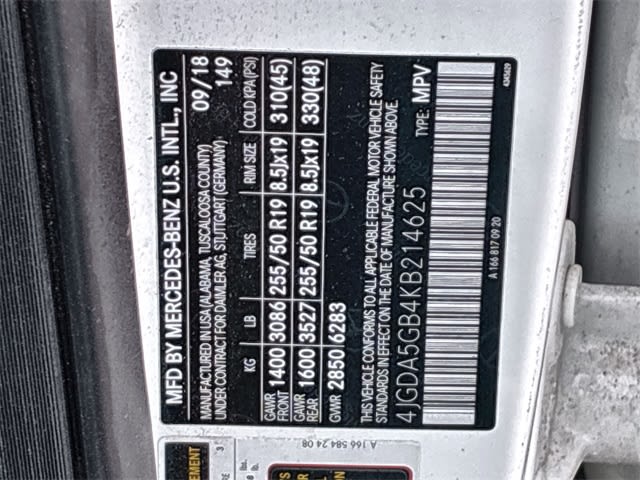 MFD BY MERCEDES-BENZ U.S. INTL., INC
MANUFACTURED IN USA (ALABAMA, TUSCALOOSA COUNTY) 09/18
UNDER CONTRACT FOR DAIMLER AG, STUTTGART (GERMANY) 149
KG LB TIRES RIM SIZE COLD KPA (PSI)
GAWR FRONT 1400 3086 255/50 R19 8.5Jx19 310(45)
GAWR REAR 1600 3527 255/50 R19 8.5Jx19 330(48)
GVWR 2850 6283
THIS VEHICLE CONFORMS TO ALL APPLICABLE FEDERAL MOTOR VEHICLE SAFETY
STANDARDS IN EFFECT ON THE DATE OF MANUFACTURE SHOWN ABOVE.
4JGDA5GB4KB214625 TYPE: MPV
A 166 817 09 20
4345629
A 166 584 24 08